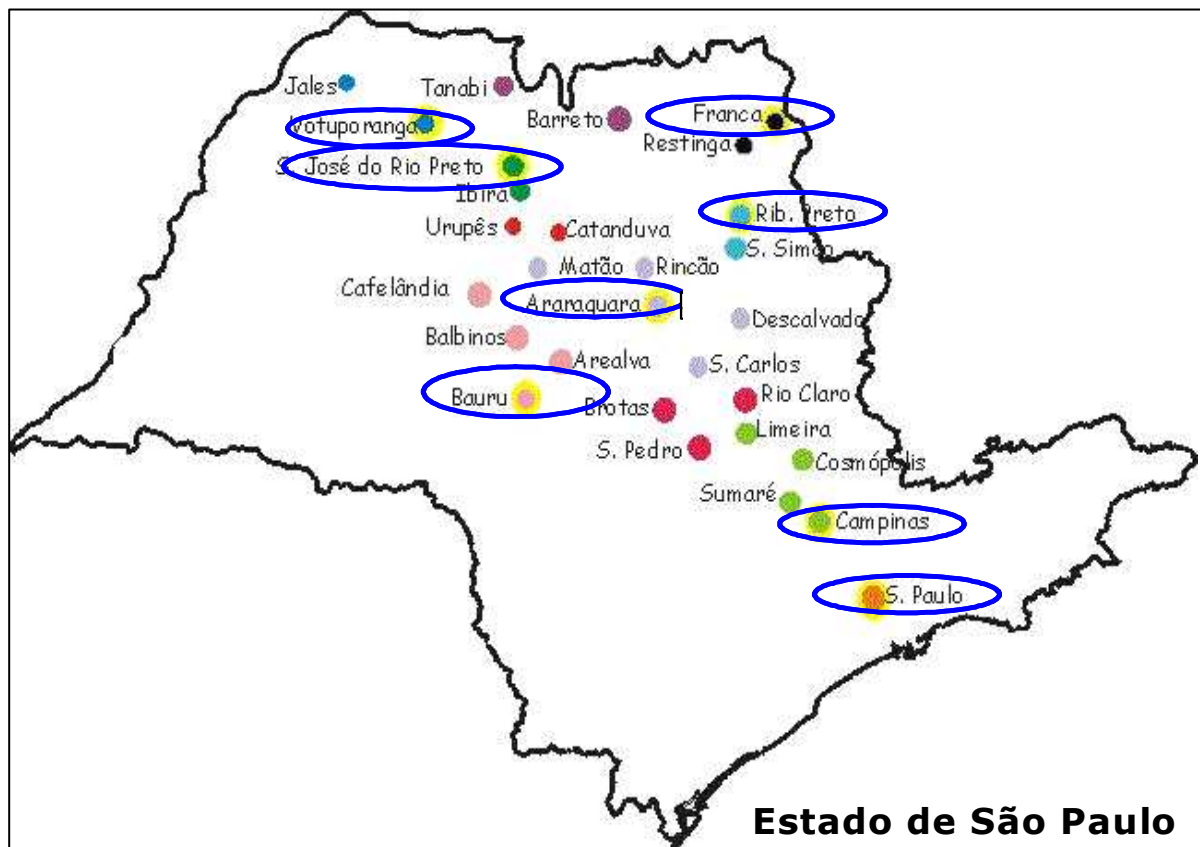 Jales
Tanabi
Votuporanga
Barreto
Franca
Restinga
S. José do Rio Preto
Ibirá
Rib. Preto
Urupês
Catanduva
S. Simão
Matão
Rincão
Cafelândia
Araraquara
Descalvado
Balbinos
Arealva
S. Carlos
Bauru
Brotas
Rio Claro
Limeira
S. Pedro
Cosmópolis
Sumaré
Campinas
S. Paulo
Estado de São Paulo